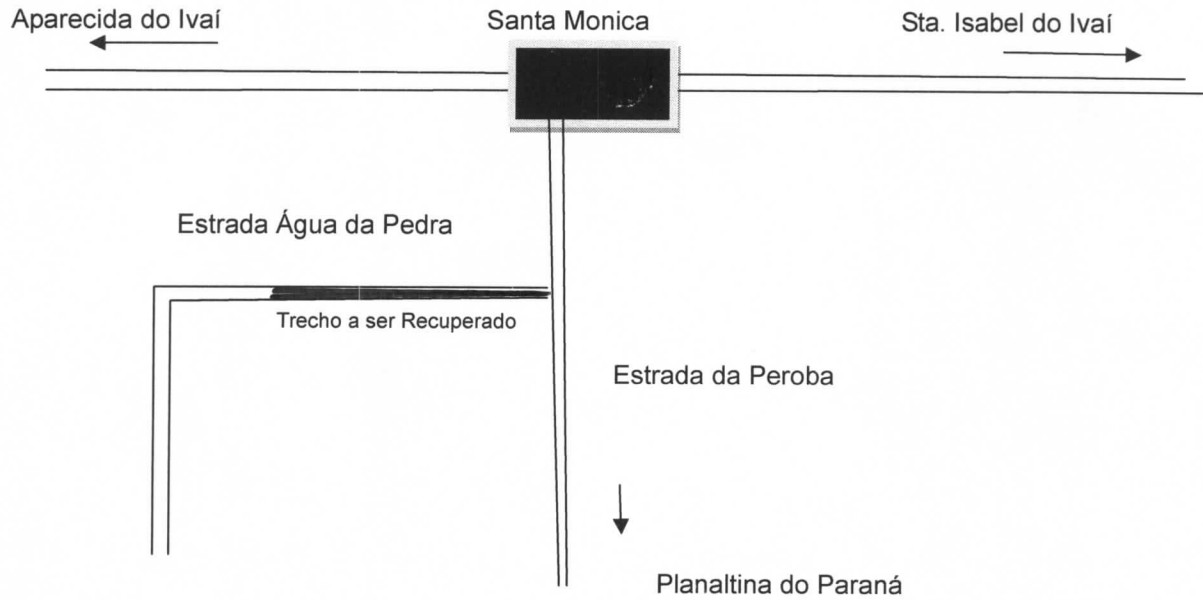 Aparecida do Ivaí
Santa Monica
Sta. Isabel do Ivaí
Estrada Água da Pedra
Trecho a ser Recuperado
Estrada da Peroba
Planaltina do Paraná